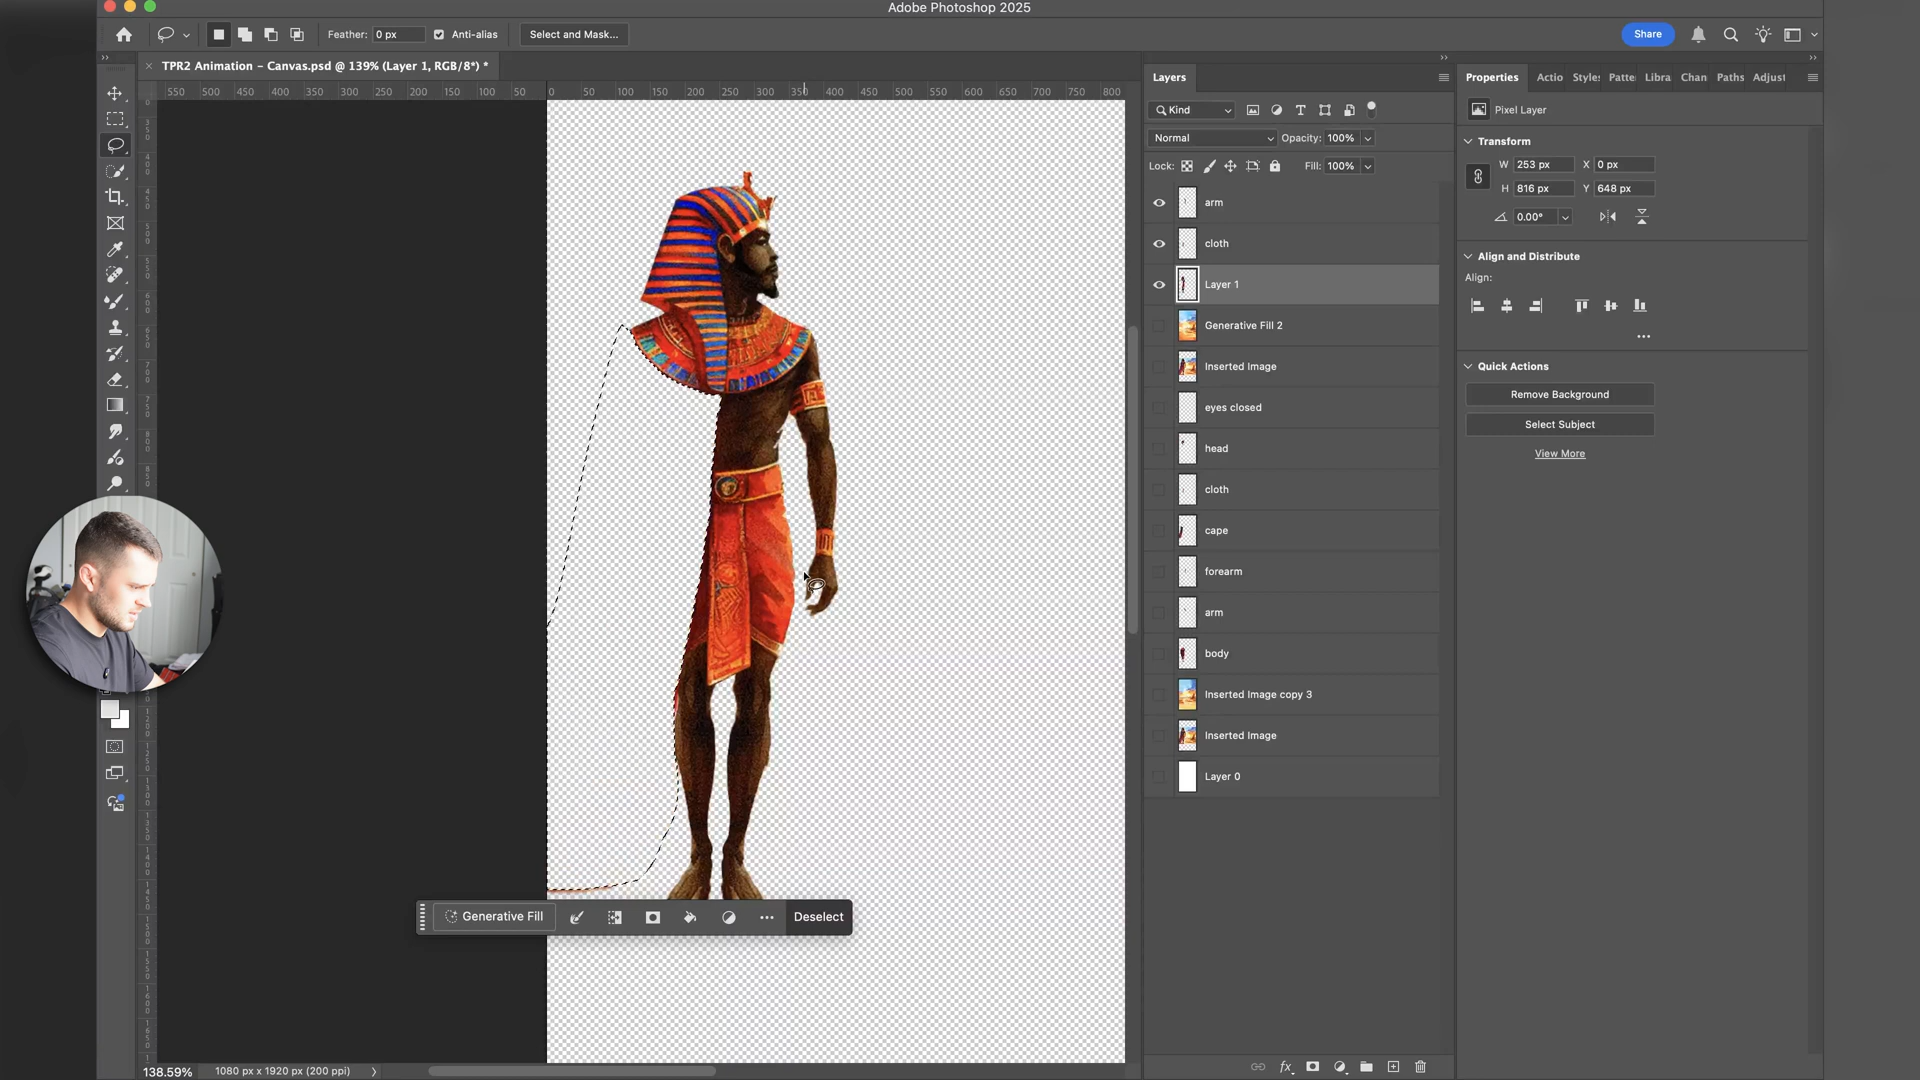 Adobe Photoshop 2025
Feather: 0 px Anti-alias Select and Mask... Share
TPR2 Animation – Canvas.psd @ 139% (Layer 1, RGB/8*) *
550 500 450 400 350 300 250 200 150 100 50 0 50 100 150 200 250 300 350 400 450 500 550 600 650 700 750 800
Layers
Kind
Normal Opacity: 100%
Lock: Fill: 100%
arm
cloth
Layer 1
Generative Fill 2
Inserted Image
eyes closed
head
cloth
cape
forearm
arm
body
Inserted Image copy 3
Inserted Image
Layer 0
Properties Actio Styles Patte Libra Chan Paths Adjust
Pixel Layer
Transform
W 253 px X 0 px
H 816 px Y 648 px
0.00°
Align and Distribute
Align:
Quick Actions
Remove Background
Select Subject
View More
Generative Fill Deselect
138.59% 1080 px x 1920 px (200 ppi)